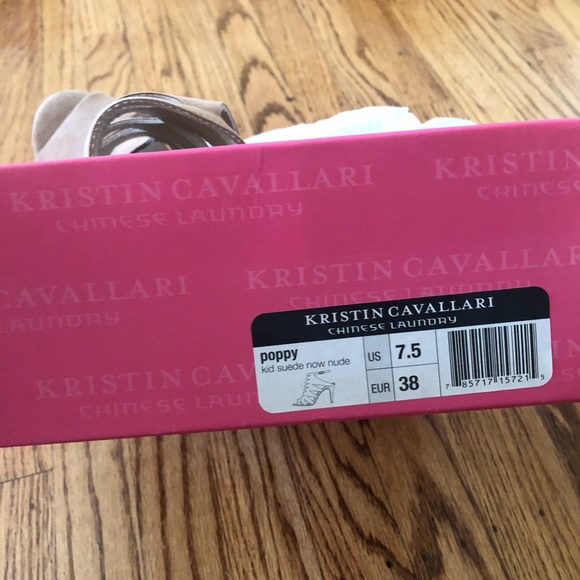 KRISTIN CAVALLARI
CHINESE LAUNDRY
KRISTIN
CAVALLARI
LAUNDRY
KRISTIN CAVALLARI
KRISTIN CAVALLARI
CHINESE LAUNDRY
KRISTIN CAVALLARI
CHINESE LAUNDRY
poppy
kid suede now nude
US 7.5
EUR 38
7 85717 15721 5